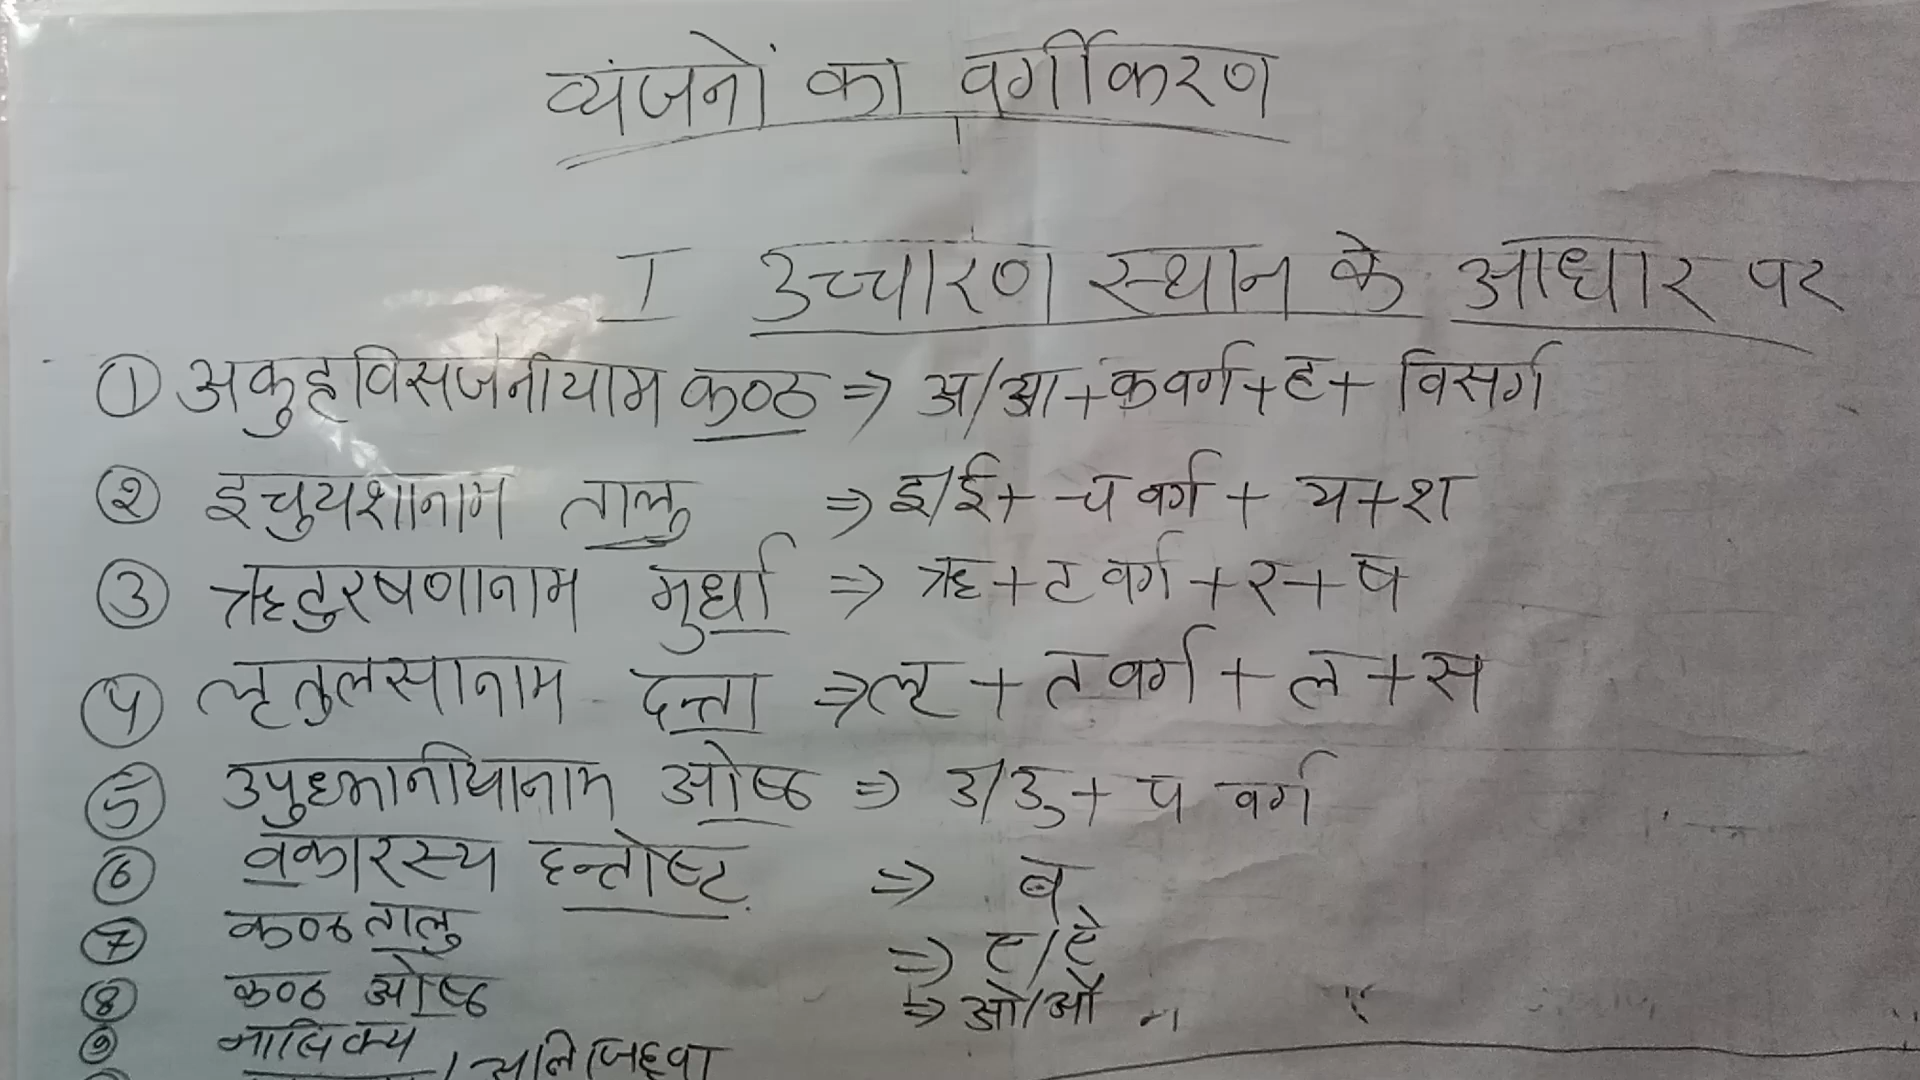 व्यंजनों का वर्गीकरण
I उच्चारण स्थान के आधार पर
① अकुहविसर्जनीयाम कण्ठ => अ/आ+कवर्ग+ह+ विसर्ग
② इचुयशानाम तालु => इ/ई+ च वर्ग + य+श
③ ऋटुरषणानाम मुर्धा => ऋ+ट वर्ग +र+ष
④ लृतुलसानाम दन्ता => लृ + त वर्ग + ल +स
⑤ उपुध्मानीयानाम ओष्ठ => उ/उ+ प वर्ग
⑥ वकारस्य दन्तोष्ट => व
⑦ कण्ठ तालु => ए/ऐ
⑧ कण्ठ ओष्ठ => ओ/औ
⑨ नासिक्य